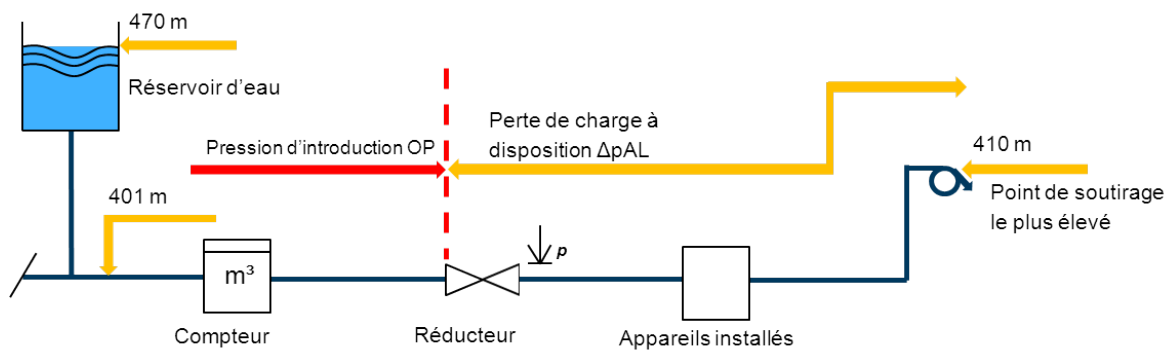 470 m
Réservoir d'eau
Pression d'introduction OP
Perte de charge à
disposition ΔpAL
410 m
Point de soutirage
le plus élevé
401 m
p
m³
Compteur
Réducteur
Appareils installés